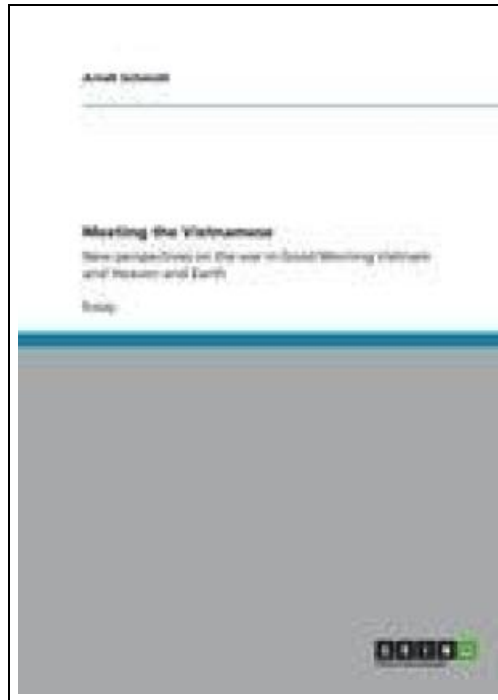 Arndt Schmidt
Meeting the Vietnamese
New perspectives on the war in Good Morning Vietnam
and Heaven and Earth
Essay
GRIN